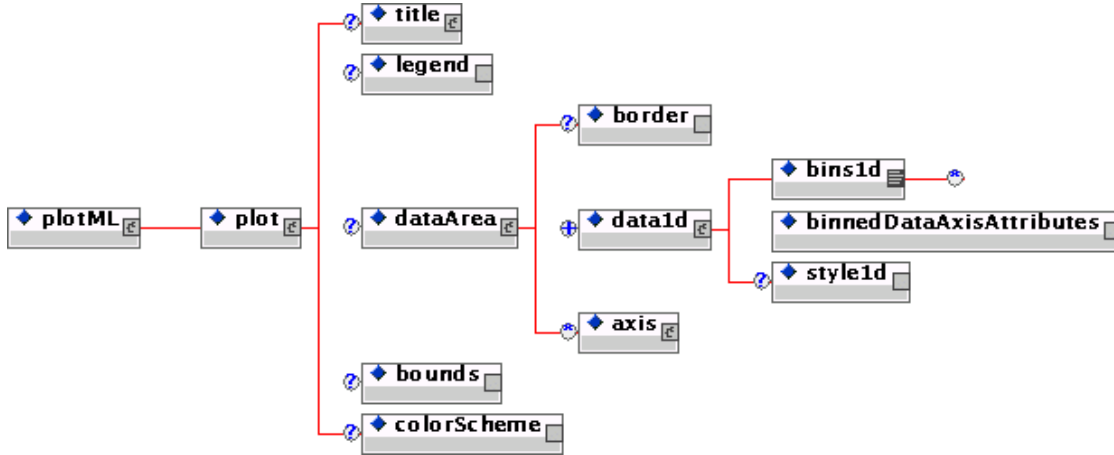 title
legend
border
bins1d
plotML
plot
dataArea
data1d
binnedDataAxisAttributes
style1d
axis
bounds
colorScheme